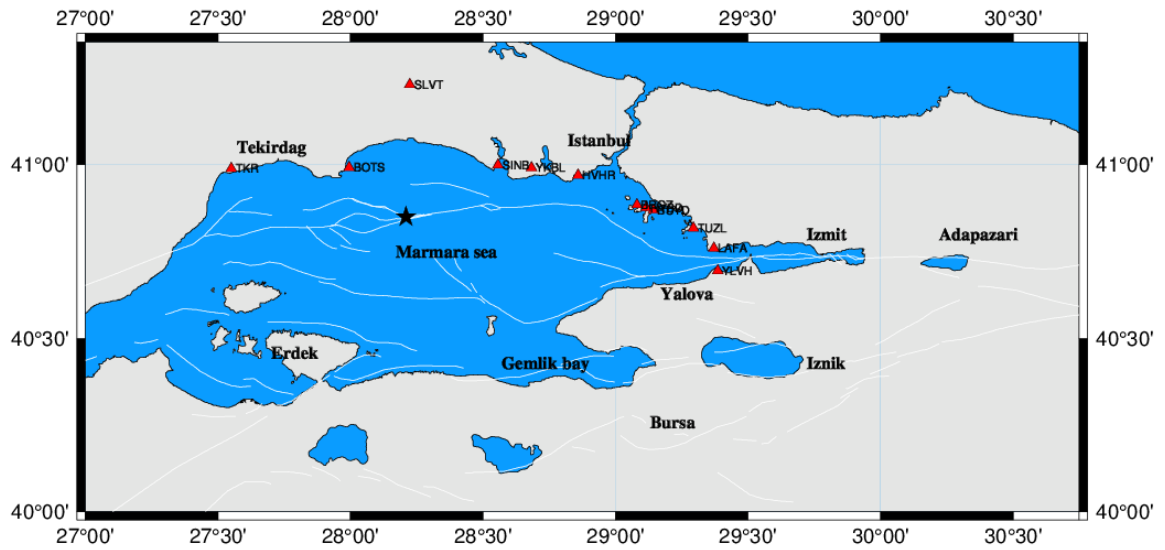 27°00' 27°30' 28°00' 28°30' 29°00' 29°30' 30°00' 30°30'
SLVT
Istanbul
Tekirdag
41°00' 41°00'
TKR BOTS SINB YKBL HVHR
TUZL
Izmit Adapazari
LAFA
Marmara sea
YLVH
Yalova
40°30' 40°30'
Erdek Gemlik bay Iznik
Bursa
40°00' 40°00'
27°00' 27°30' 28°00' 28°30' 29°00' 29°30' 30°00' 30°30'